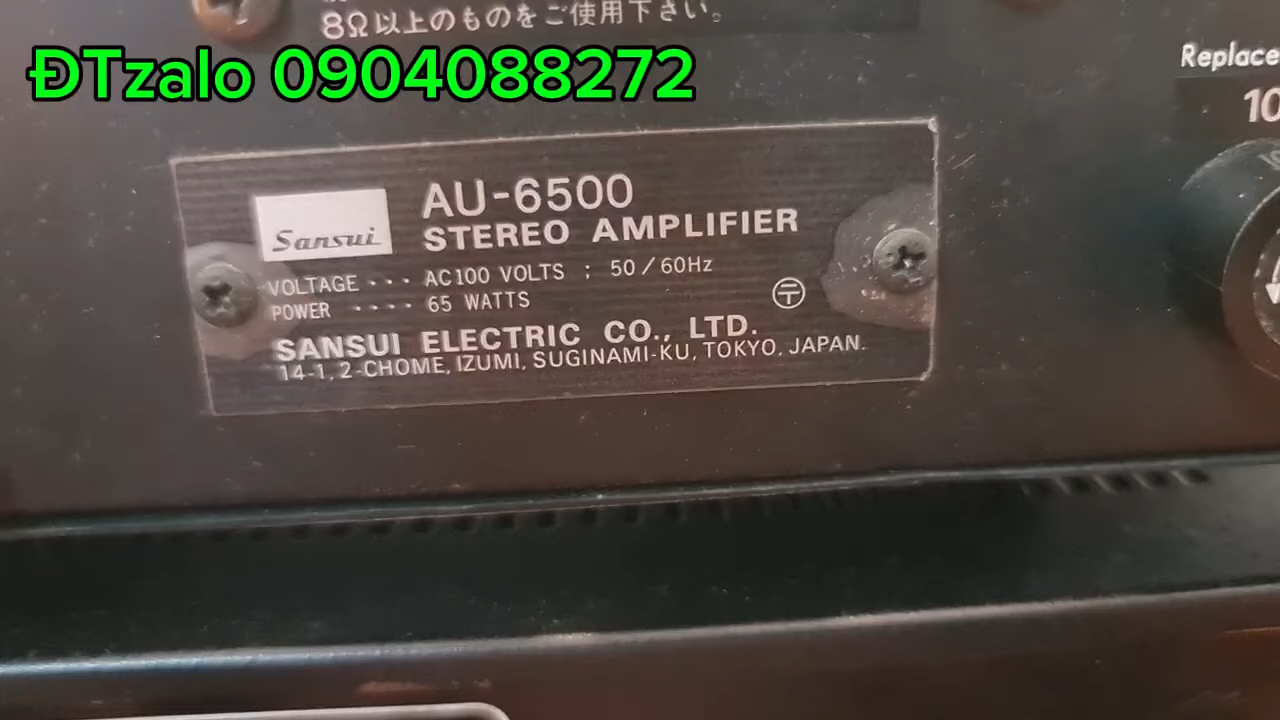 8Ω以上のものをご使用下さい。
ĐTzalo 0904088272
Replace
10
Sansui
AU-6500
STEREO AMPLIFIER
VOLTAGE ··· AC100 VOLTS ; 50/60Hz
POWER ···· 65 WATTS
〒
SANSUI ELECTRIC CO., LTD.
14-1, 2-CHOME, IZUMI, SUGINAMI-KU, TOKYO, JAPAN.